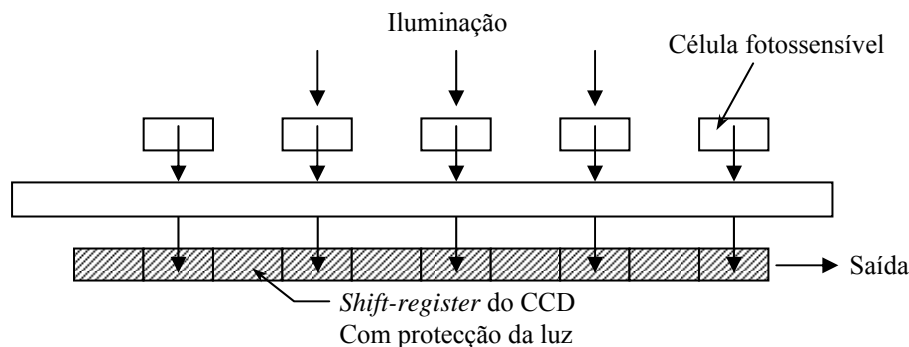 Iluminação
Célula fotossensível
Saída
Shift-register do CCD
Com protecção da luz